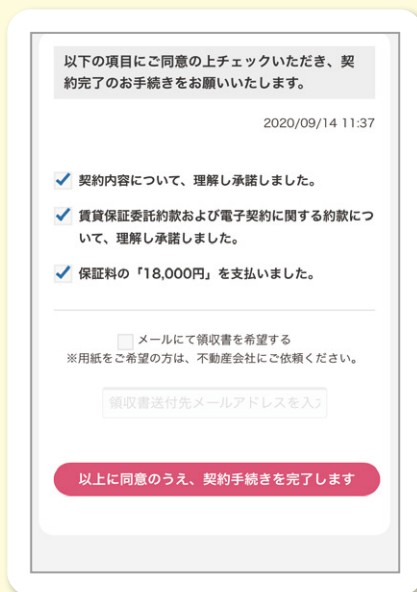 以下の項目にご同意の上チェックいただき、契
約完了のお手続きをお願いいたします。
2020/09/14 11:37
契約内容について、理解し承諾しました。
賃貸保証委託約款および電子契約に関する約款につ
いて、理解し承諾しました。
保証料の「18,000円」を支払いました。
メールにて領収書を希望する
※用紙をご希望の方は、不動産会社にご依頼ください。
領収書送付先メールアドレスを入力
以上に同意のうえ、契約手続きを完了します